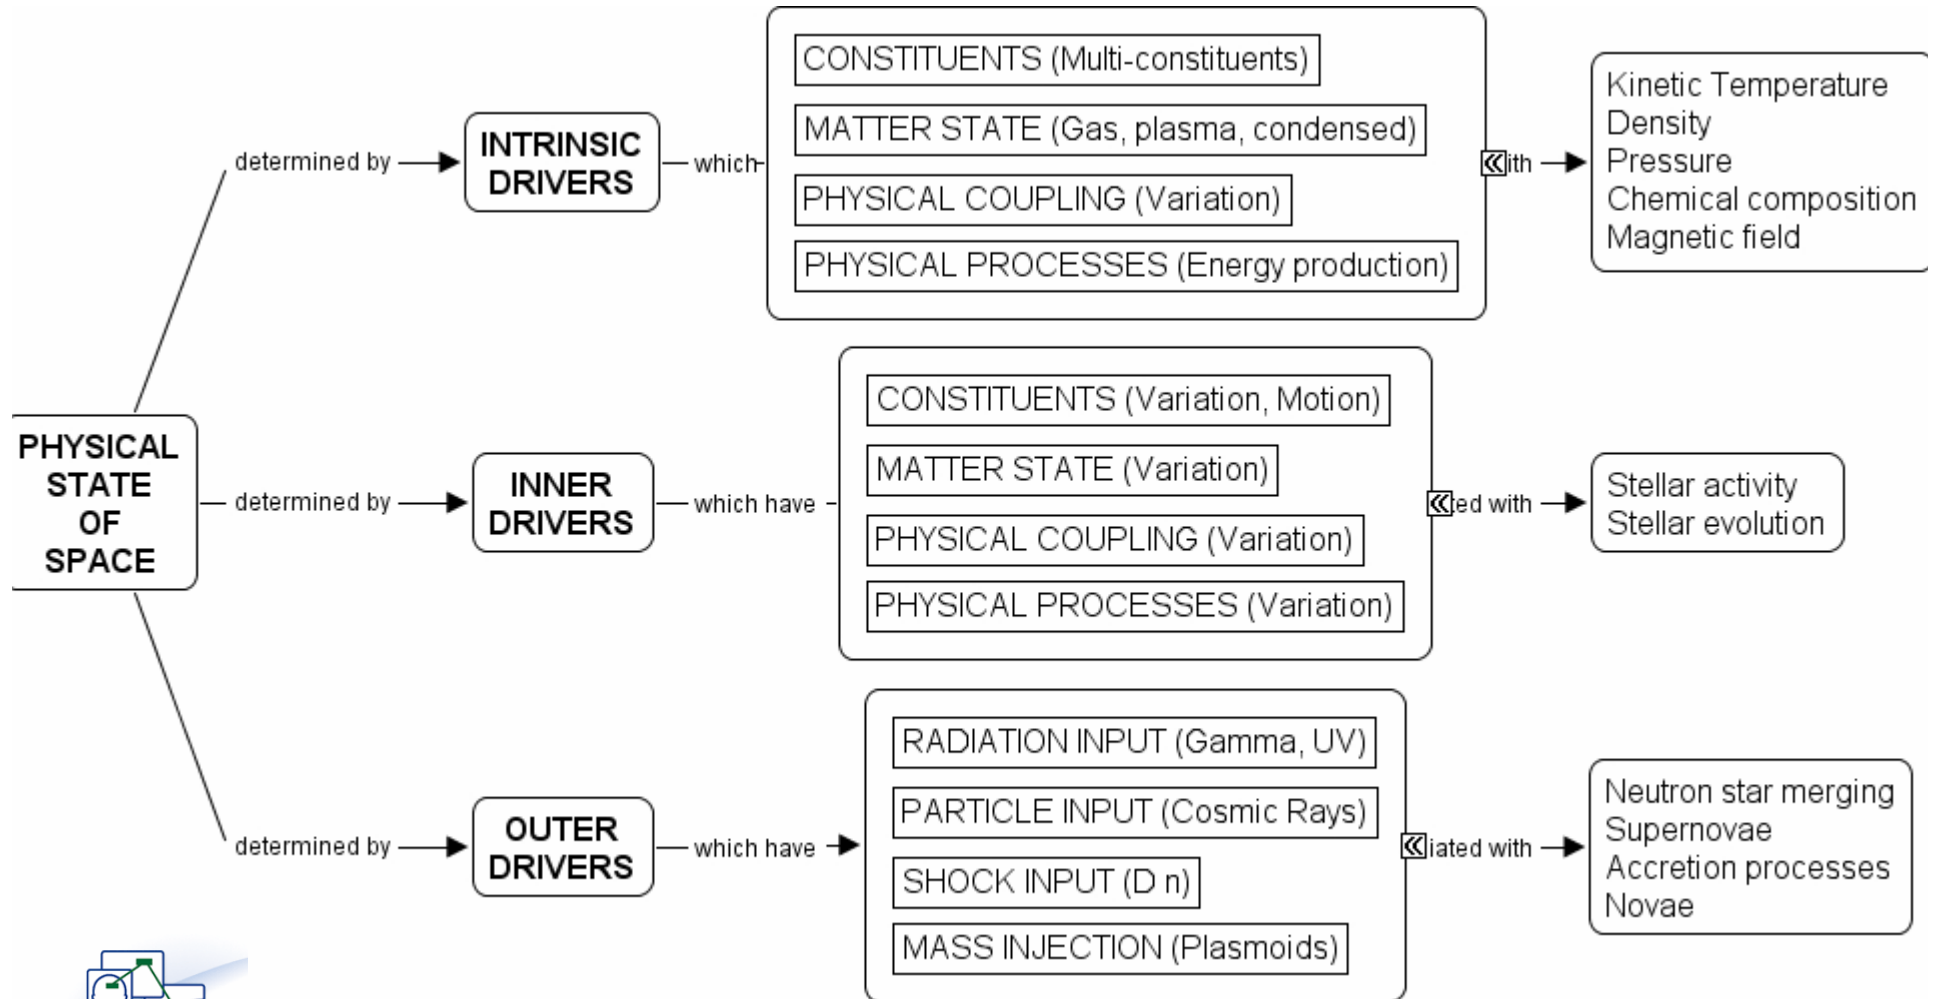 PHYSICAL
STATE
OF
SPACE
determined by
INTRINSIC
DRIVERS
which
CONSTITUENTS (Multi-constituents)
MATTER STATE (Gas, plasma, condensed)
PHYSICAL COUPLING (Variation)
PHYSICAL PROCESSES (Energy production)
ith
Kinetic Temperature
Density
Pressure
Chemical composition
Magnetic field
determined by
INNER
DRIVERS
which have
CONSTITUENTS (Variation, Motion)
MATTER STATE (Variation)
PHYSICAL COUPLING (Variation)
PHYSICAL PROCESSES (Variation)
ted with
Stellar activity
Stellar evolution
determined by
OUTER
DRIVERS
which have
RADIATION INPUT (Gamma, UV)
PARTICLE INPUT (Cosmic Rays)
SHOCK INPUT (D n)
MASS INJECTION (Plasmoids)
iated with
Neutron star merging
Supernovae
Accretion processes
Novae